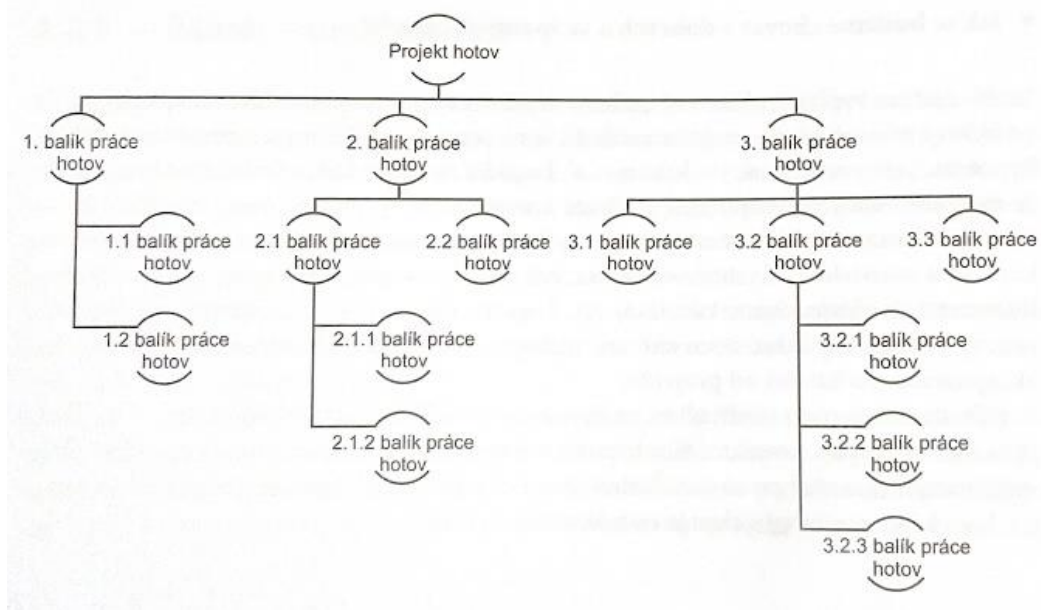 Projekt hotov
1. balík práce
hotov
2. balík práce
hotov
3. balík práce
hotov
1.1 balík práce
hotov
2.1 balík práce
hotov
2.2 balík práce
hotov
3.1 balík práce
hotov
3.2 balík práce
hotov
3.3 balík práce
hotov
1.2 balík práce
hotov
2.1.1 balík práce
hotov
3.2.1 balík práce
hotov
2.1.2 balík práce
hotov
3.2.2 balík práce
hotov
3.2.3 balík práce
hotov